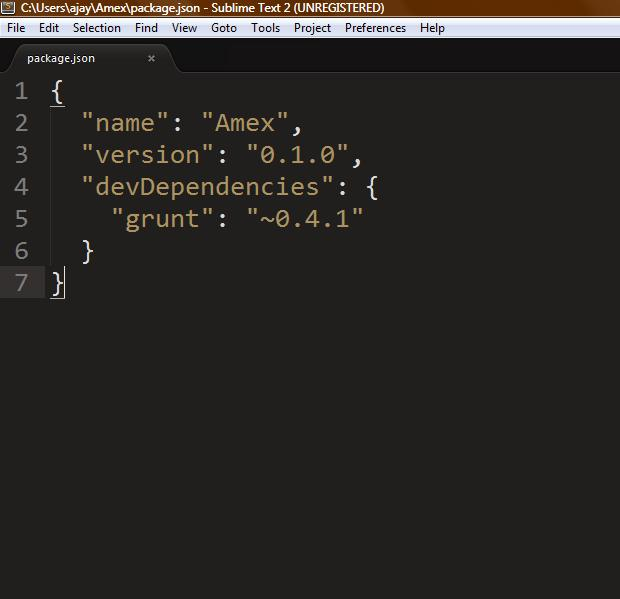 C:\Users\ajay\Amex\package.json - Sublime Text 2 (UNREGISTERED)
File Edit Selection Find View Goto Tools Project Preferences Help
package.json ×
1 {
2   "name": "Amex",
3   "version": "0.1.0",
4   "devDependencies": {
5     "grunt": "~0.4.1"
6   }
7 }